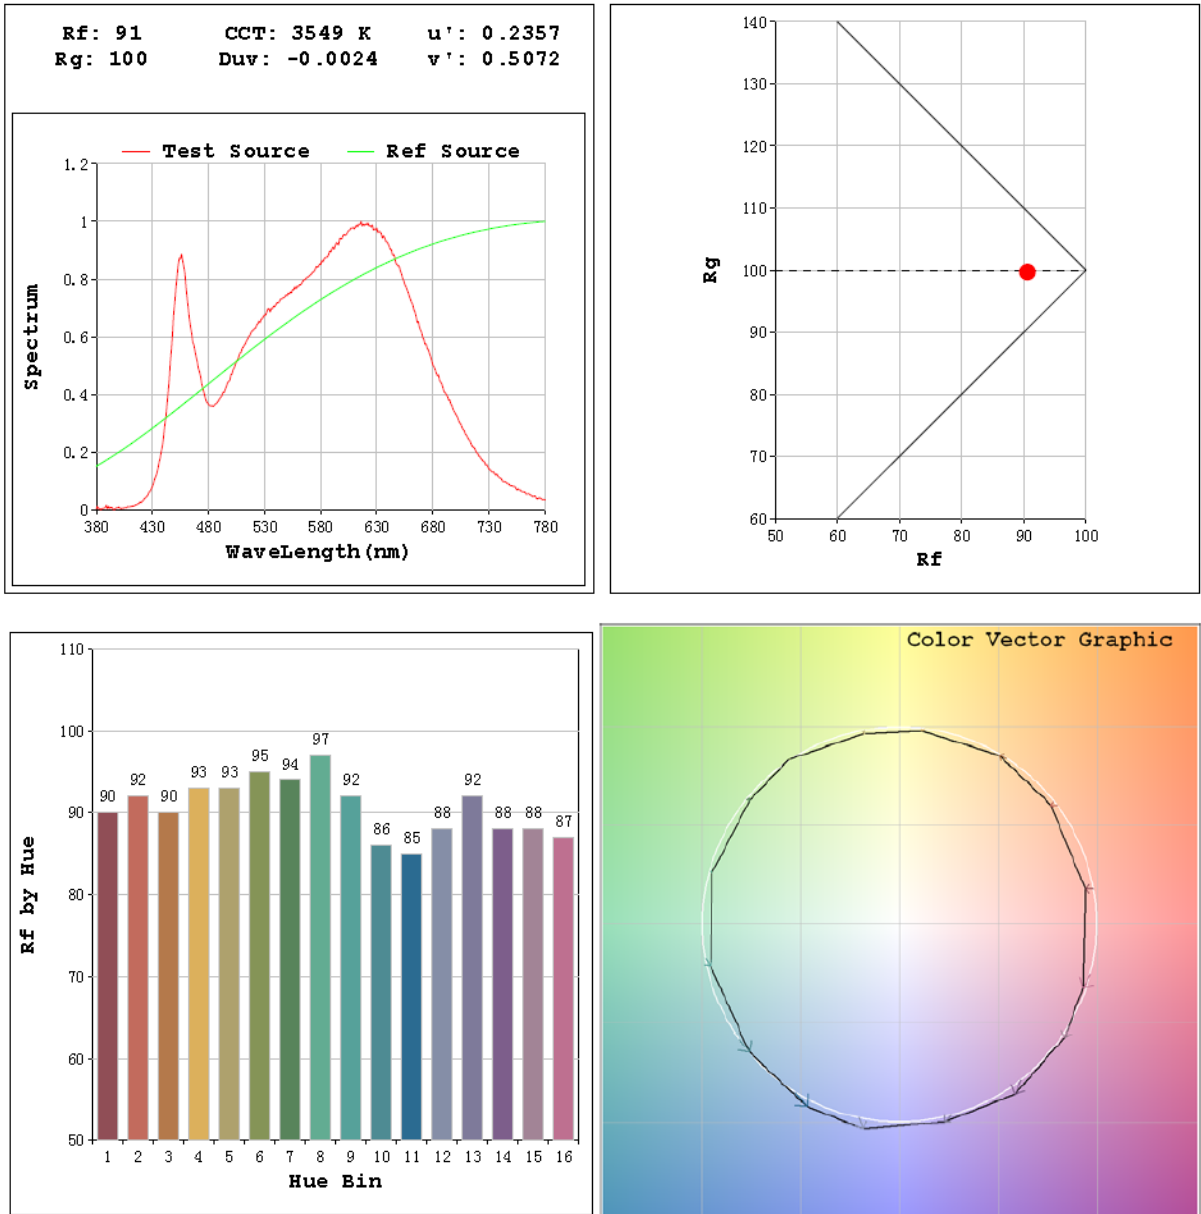 Rf: 91 CCT: 3549 K u': 0.2357
Rg: 100 Duv: -0.0024 v': 0.5072
Test Source Ref Source
1.2
1
0.8
0.6
0.4
0.2
0
Spectrum
380 430 480 530 580 630 680 730 780
WaveLength(nm)
140
130
120
110
100
90
80
70
60
Rg
50 60 70 80 90 100
Rf
110
100
90
80
70
60
50
Rf by Hue
90 92 90 93 93 95 94 97 92 86 85 88 92 88 88 87
1 2 3 4 5 6 7 8 9 10 11 12 13 14 15 16
Hue Bin
Color Vector Graphic